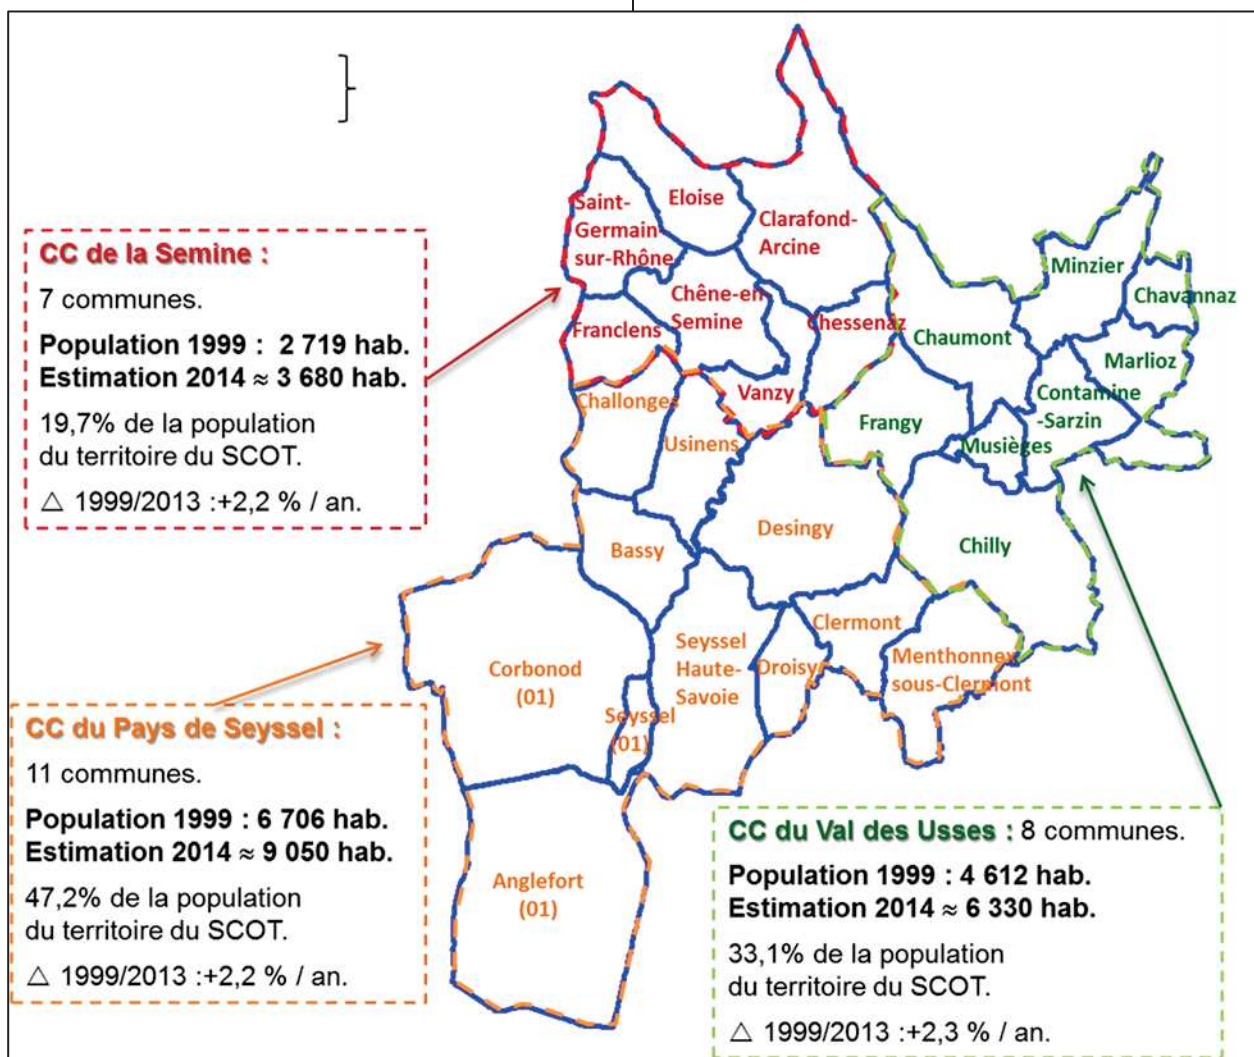 Saint-
Germain
sur-Rhône
Eloise
Clarafond-
Arcine
Minzier
Chavannaz
CC de la Semine :
7 communes.
Population 1999 : 2 719 hab.
Estimation 2014 ≈ 3 680 hab.
19,7% de la population
du territoire du SCOT.
△ 1999/2013 :+2,2 % / an.
Franclens
Chêne-en
Semine
Chessenaz
Chaumont
Marlioz
Contamine
-Sarzin
Challonges
Vanzy
Usinens
Frangy
Musièges
Bassy
Desingy
Chilly
Corbonod
(01)
Seyssel
(01)
Seyssel
Haute-
Savoie
Droisy
Clermont
Menthonnex
sous-Clermont
CC du Pays de Seyssel :
11 communes.
Population 1999 : 6 706 hab.
Estimation 2014 ≈ 9 050 hab.
47,2% de la population
du territoire du SCOT.
△ 1999/2013 :+2,2 % / an.
Anglefort
(01)
CC du Val des Usses : 8 communes.
Population 1999 : 4 612 hab.
Estimation 2014 ≈ 6 330 hab.
33,1% de la population
du territoire du SCOT.
△ 1999/2013 :+2,3 % / an.